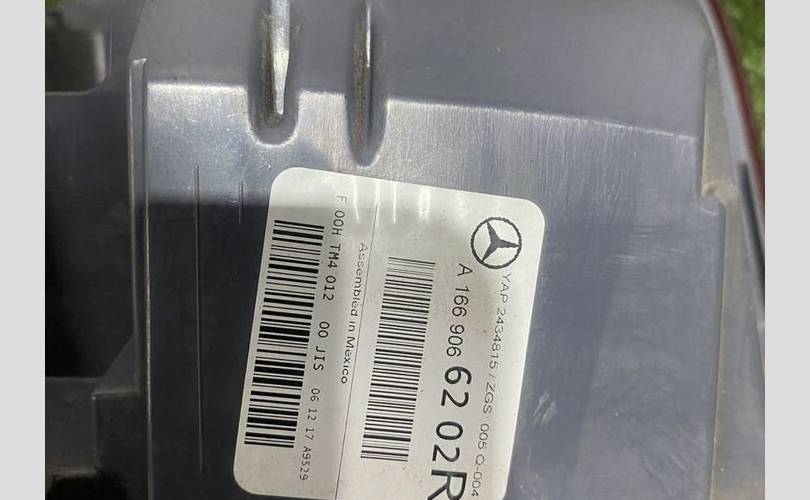 YAP 2434815 / ZGS: 005 Q-004
A 166 906 62 02R
Assembled in Mexico
F 00H TM4 012 00 JIS 06 12 17 A9529